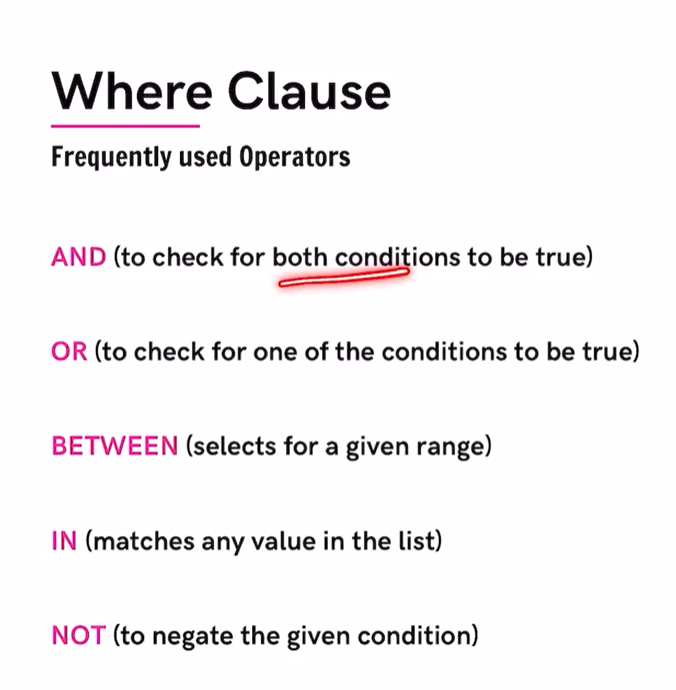 Where Clause
Frequently used Operators
AND (to check for both conditions to be true)
OR (to check for one of the conditions to be true)
BETWEEN (selects for a given range)
IN (matches any value in the list)
NOT (to negate the given condition)